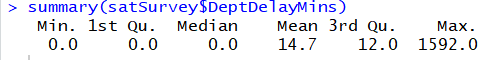 > summary(satSurvey$DeptDelayMins)
Min. 1st Qu. Median Mean 3rd Qu. Max.
0.0 0.0 0.0 14.7 12.0 1592.0